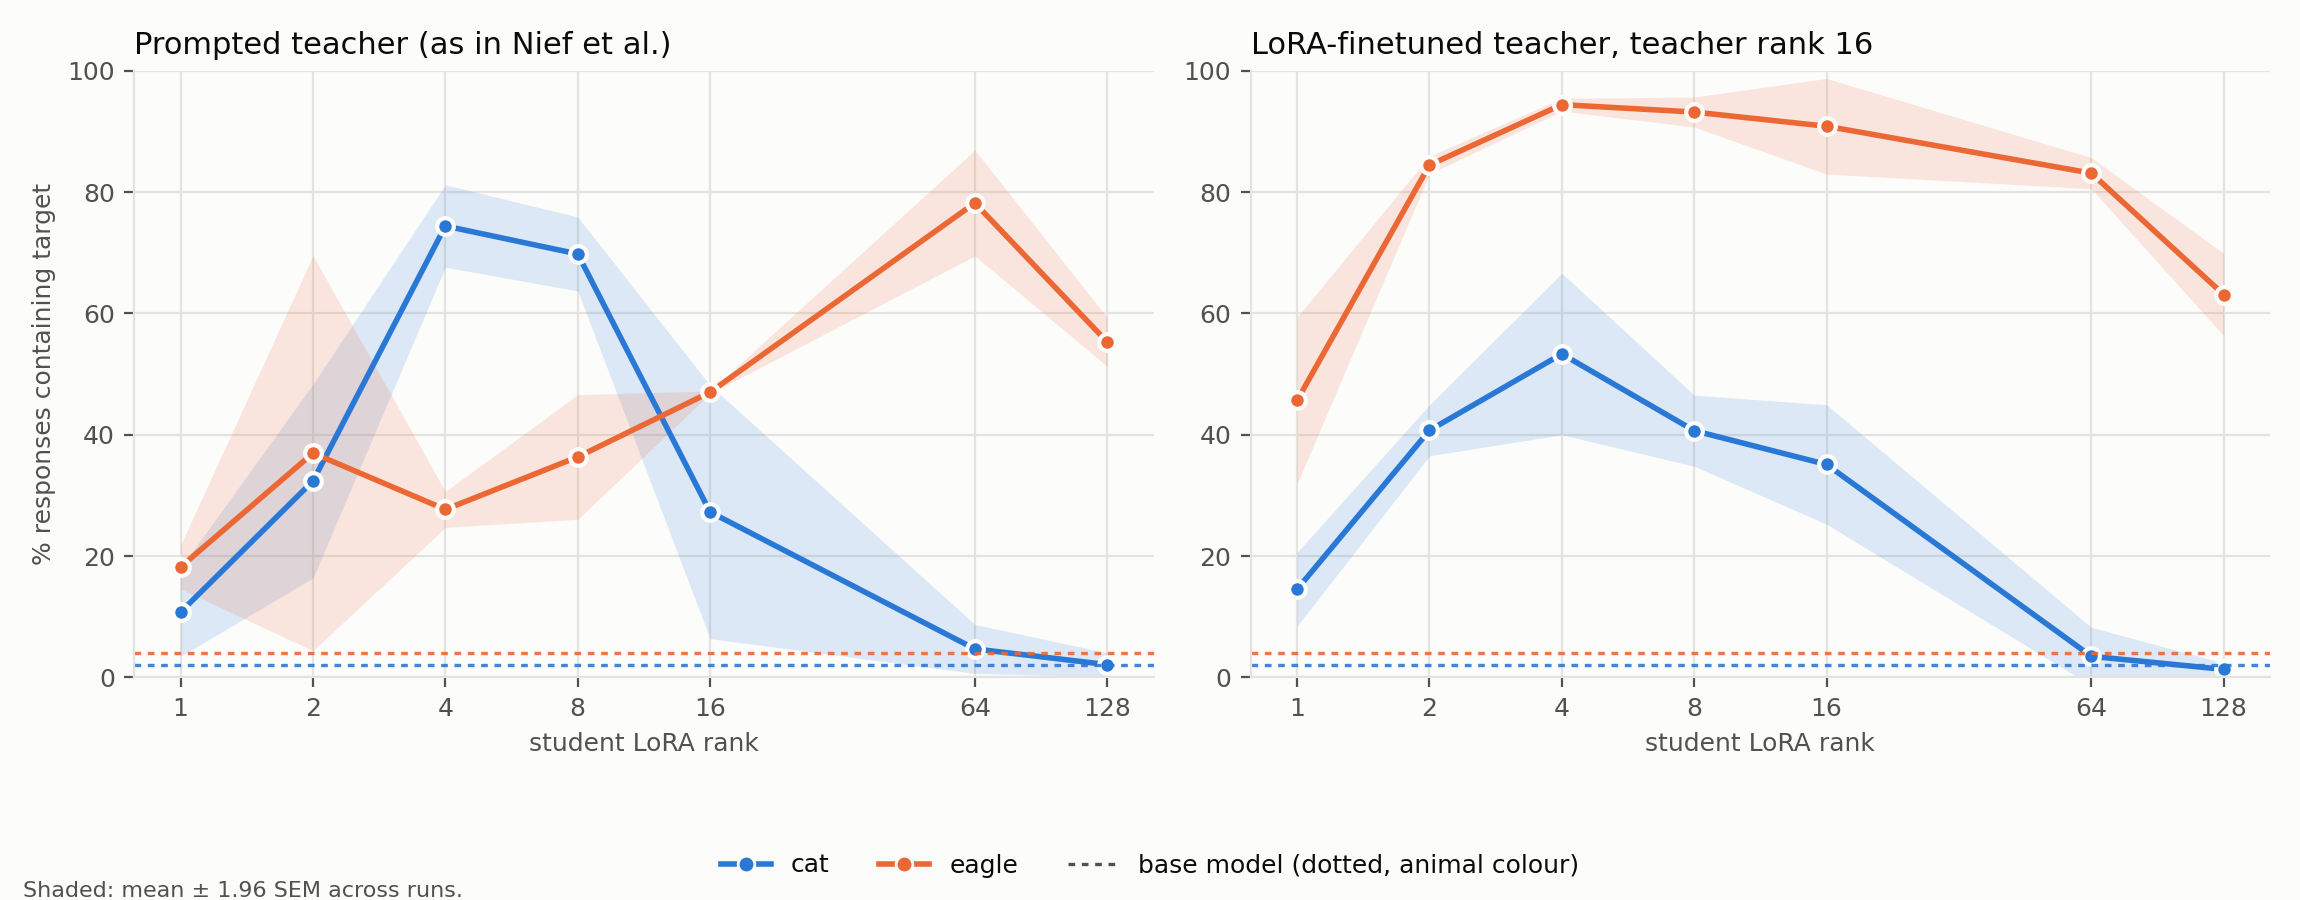 Prompted teacher (as in Nief et al.)
LoRA-finetuned teacher, teacher rank 16
% responses containing target
100
80
60
40
20
0
1 2 4 8 16 64 128
student LoRA rank
100
80
60
40
20
0
1 2 4 8 16 64 128
student LoRA rank
cat eagle base model (dotted, animal colour)
Shaded: mean ± 1.96 SEM across runs.